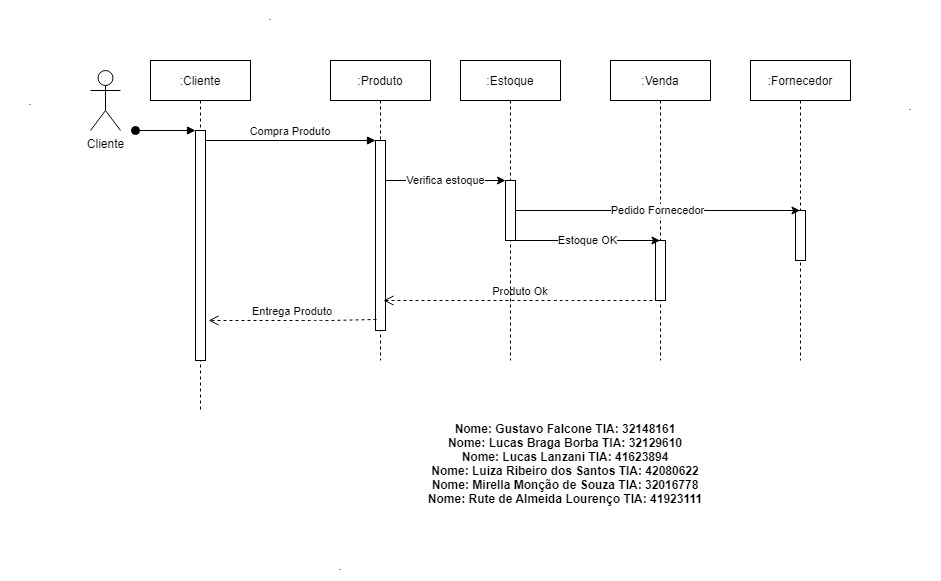 :Cliente
:Produto
:Estoque
:Venda
:Fornecedor
Cliente
Compra Produto
Verifica estoque
Pedido Fornecedor
Estoque OK
Produto Ok
Entrega Produto
Nome: Gustavo Falcone TIA: 32148161
Nome: Lucas Braga Borba TIA: 32129610
Nome: Lucas Lanzani TIA: 41623894
Nome: Luiza Ribeiro dos Santos TIA: 42080622
Nome: Mirella Monção de Souza TIA: 32016778
Nome: Rute de Almeida Lourenço TIA: 41923111